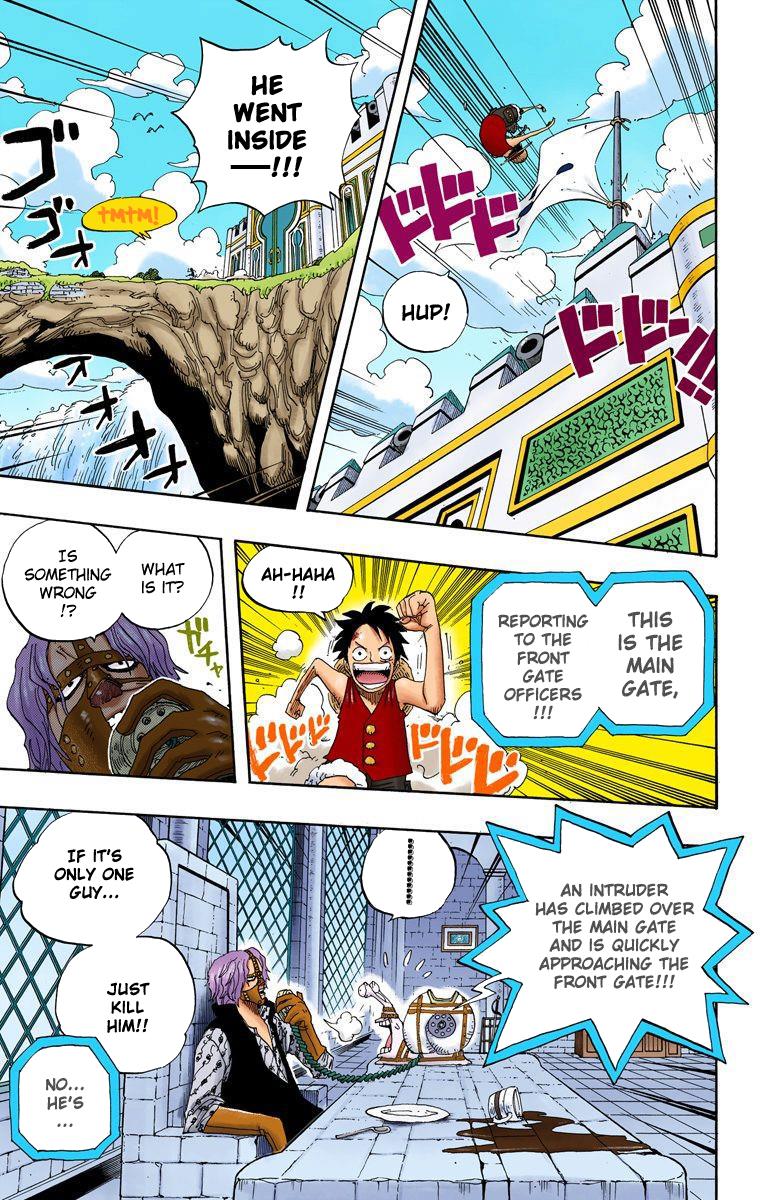 ドドド
HUP!
ドドーン!!!
HE
WENT
INSIDE
—!!!
ゴゴォ
tMtM!
オオオオ
THIS
IS THE
MAIN
GATE,
REPORTING
TO THE
FRONT
GATE
OFFICERS
!!!
AH-HAHA
!!
ドドド
ドドド
WHAT
IS IT?
IS
SOMETHING
WRONG
!?
ガチャ
AN INTRUDER
HAS CLIMBED OVER
THE MAIN GATE
AND IS QUICKLY
APPROACHING THE
FRONT GATE!!!
IF IT'S
ONLY ONE
GUY...
JUST
KILL
HIM!!
NO...
HE'S
...